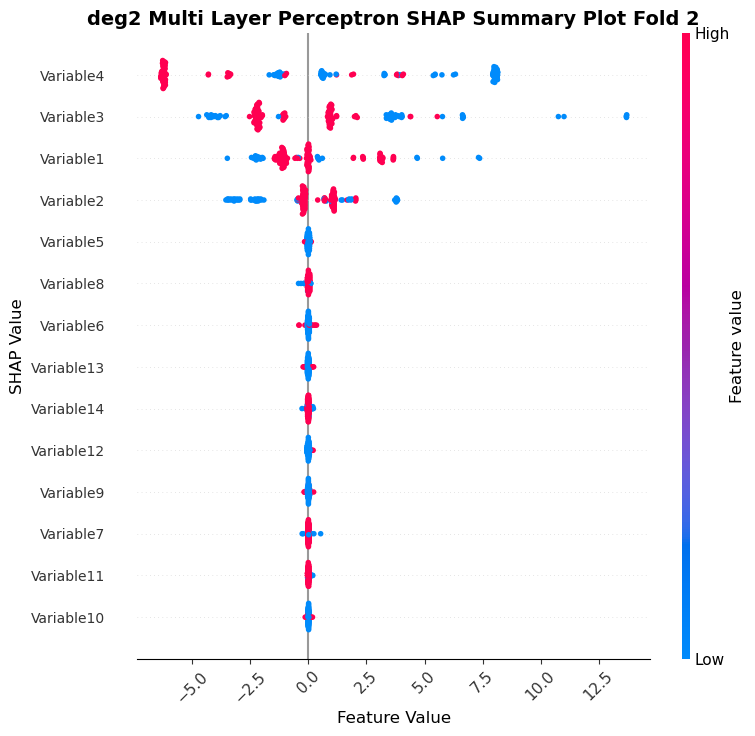 deg2 Multi Layer Perceptron SHAP Summary Plot Fold 2
High
Variable4
Variable3
Variable1
Variable2
Variable5
Variable8
Variable6
Variable13
Variable14
Variable12
Variable9
Variable7
Variable11
Variable10
SHAP Value
Feature value
Low
−5.0
−2.5
0.0
2.5
5.0
7.5
10.0
12.5
Feature Value